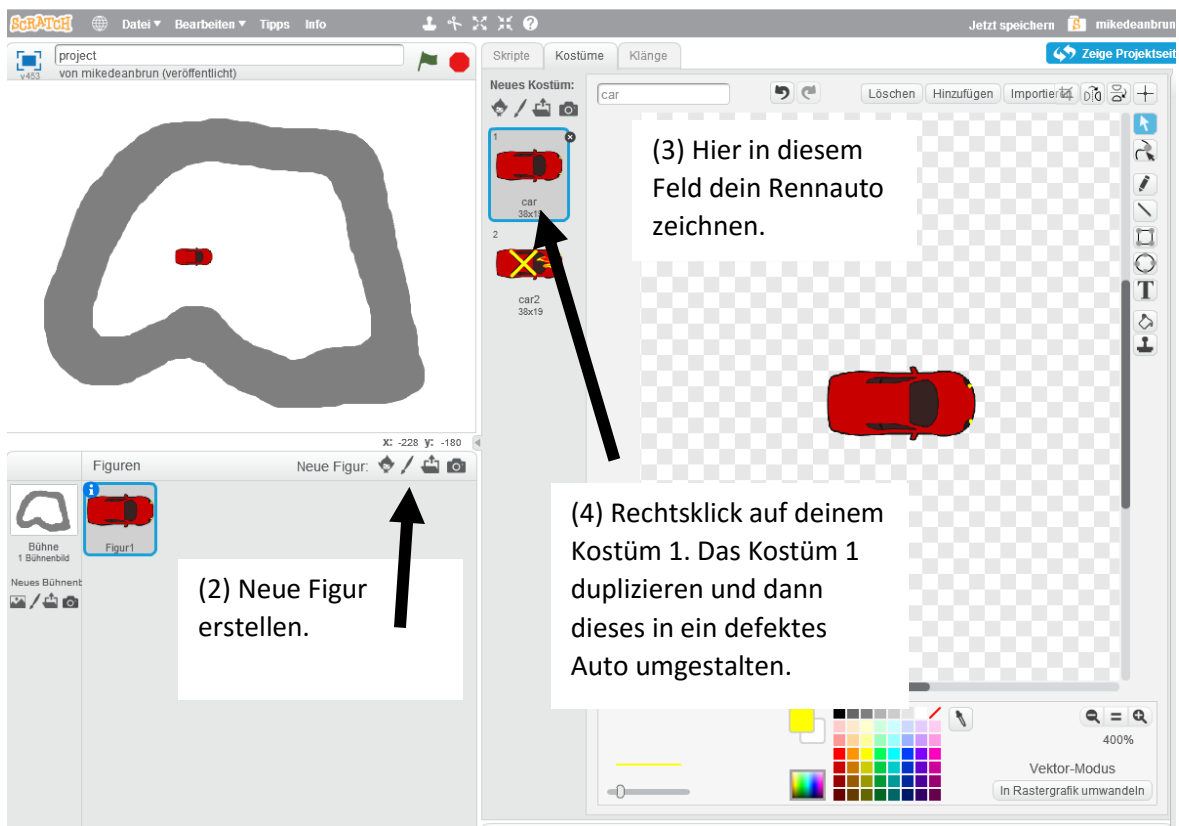 SCRATCH Datei Bearbeiten Tipps Info Jetzt speichern mikedeanbrun
project
v453 von mikedeanbrun (veröffentlicht)
Skripte Kostüme Klänge Zeige Projektseit
Neues Kostüm:
car Löschen Hinzufügen Importier
1
car
38x19
2
car2
38x19
(3) Hier in diesem
Feld dein Rennauto
zeichnen.
X: -228 y: -180
Figuren Neue Figur:
Bühne
1 Bühnenbild
Figur1
Neues Bühnenb
(2) Neue Figur
erstellen.
(4) Rechtsklick auf deinem
Kostüm 1. Das Kostüm 1
duplizieren und dann
dieses in ein defektes
Auto umgestalten.
T
400%
Vektor-Modus
In Rastergrafik umwandeln